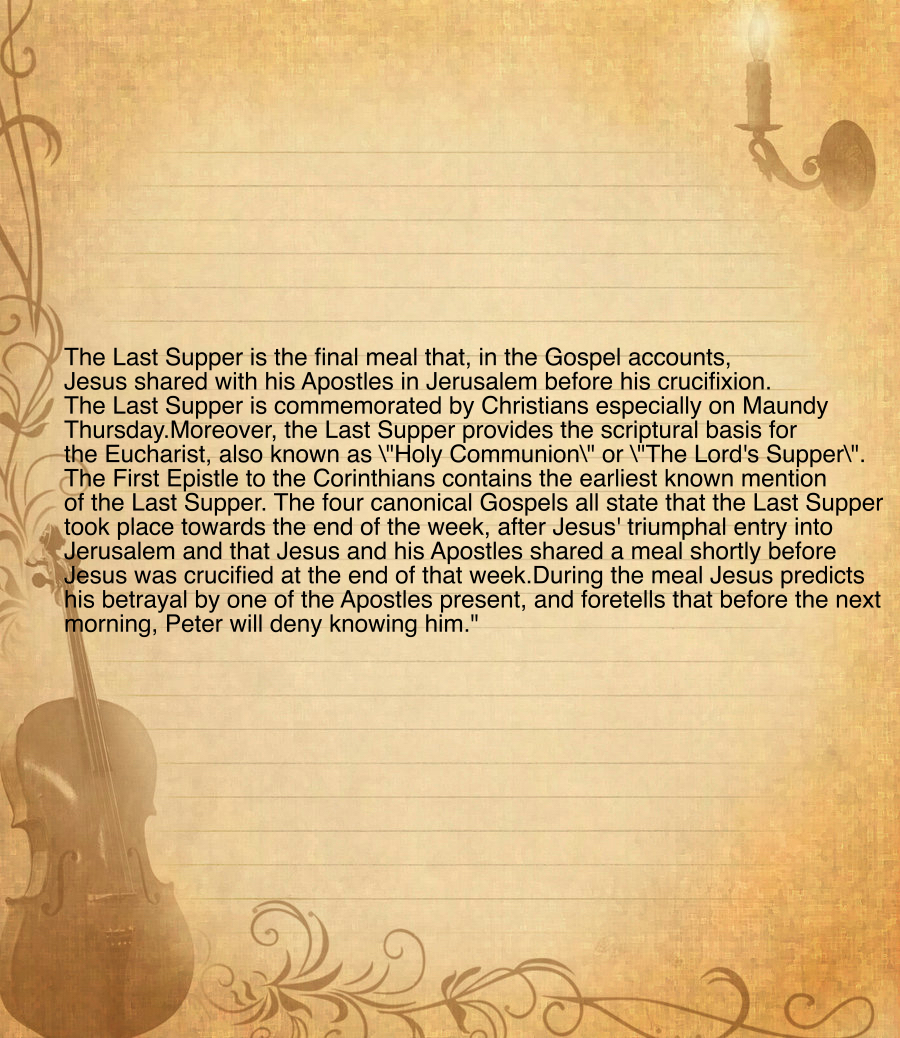 The Last Supper is the final meal that, in the Gospel accounts,
Jesus shared with his Apostles in Jerusalem before his crucifixion.
The Last Supper is commemorated by Christians especially on Maundy
Thursday.Moreover, the Last Supper provides the scriptural basis for
the Eucharist, also known as \"Holy Communion\" or \"The Lord's Supper\".
The First Epistle to the Corinthians contains the earliest known mention
of the Last Supper. The four canonical Gospels all state that the Last Supper
took place towards the end of the week, after Jesus' triumphal entry into
Jerusalem and that Jesus and his Apostles shared a meal shortly before
Jesus was crucified at the end of that week.During the meal Jesus predicts
his betrayal by one of the Apostles present, and foretells that before the next
morning, Peter will deny knowing him."